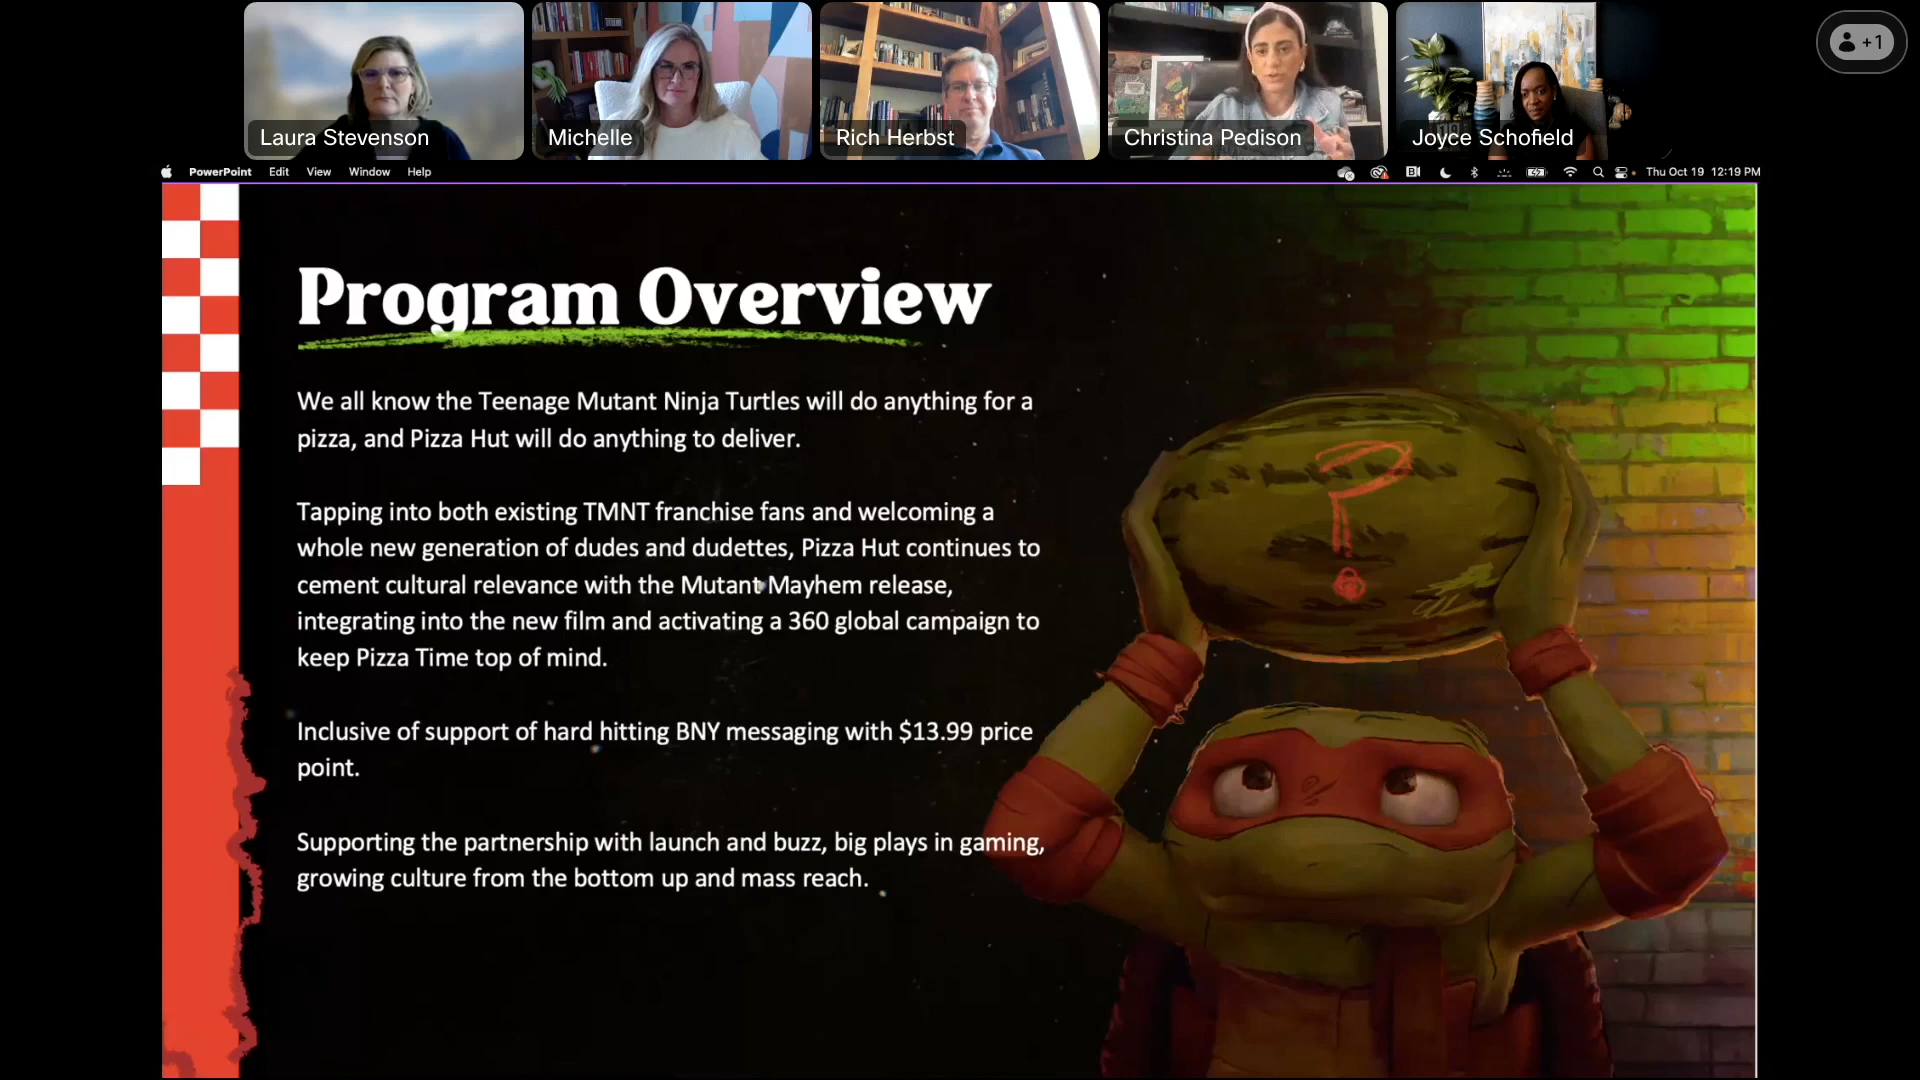 Laura Stevenson
Michelle
Rich Herbst
Christina Pedison
Joyce Schofield
+1
PowerPoint Edit View Window Help
Thu Oct 19 12:19 PM
Program Overview
We all know the Teenage Mutant Ninja Turtles will do anything for a
pizza, and Pizza Hut will do anything to deliver.
Tapping into both existing TMNT franchise fans and welcoming a
whole new generation of dudes and dudettes, Pizza Hut continues to
cement cultural relevance with the Mutant Mayhem release,
integrating into the new film and activating a 360 global campaign to
keep Pizza Time top of mind.
Inclusive of support of hard hitting BNY messaging with $13.99 price
point.
Supporting the partnership with launch and buzz, big plays in gaming,
growing culture from the bottom up and mass reach.
?